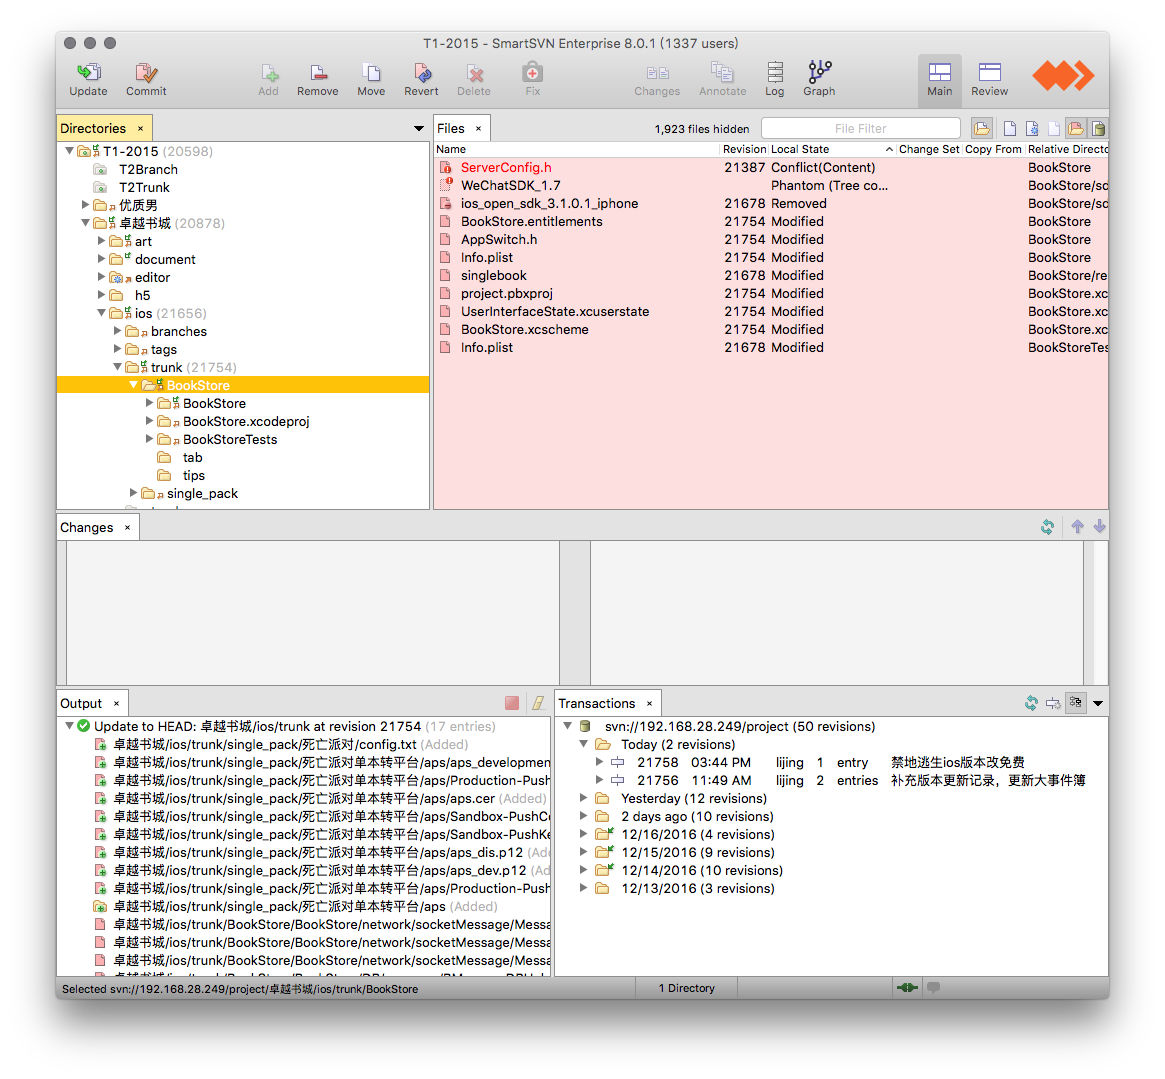 T1-2015 - SmartSVN Enterprise 8.0.1 (1337 users)
Update Commit Add Remove Move Revert Delete Fix Changes Annotate Log Graph Main Review
Directories
T1-2015 (20598)
T2Branch
T2Trunk
优质男
卓越书城 (20878)
art
document
editor
h5
ios (21656)
branches
tags
trunk (21754)
BookStore
BookStore
BookStore.xcodeproj
BookStoreTests
tab
tips
single_pack
Files 1,923 files hidden File Filter
Name Revision Local State Change Set Copy From Relative Directo
ServerConfig.h 21387 Conflict(Content) BookStore
WeChatSDK_1.7 Phantom (Tree co... BookStore/sd
ios_open_sdk_3.1.0.1_iphone 21678 Removed BookStore/sd
BookStore.entitlements 21754 Modified BookStore
AppSwitch.h 21754 Modified BookStore
Info.plist 21754 Modified BookStore
singlebook 21678 Modified BookStore/re
project.pbxproj 21754 Modified BookStore.xc
UserInterfaceState.xcuserstate 21754 Modified BookStore.xc
BookStore.xcscheme 21754 Modified BookStore.xc
Info.plist 21678 Modified BookStoreTes
Changes
Output
Update to HEAD: 卓越书城/ios/trunk at revision 21754 (17 entries)
卓越书城/ios/trunk/single_pack/死亡派对/config.txt (Added)
卓越书城/ios/trunk/single_pack/死亡派对单本转平台/aps/aps_developmen
卓越书城/ios/trunk/single_pack/死亡派对单本转平台/aps/Production-Push
卓越书城/ios/trunk/single_pack/死亡派对单本转平台/aps/aps.cer (Added)
卓越书城/ios/trunk/single_pack/死亡派对单本转平台/aps/Sandbox-PushCe
卓越书城/ios/trunk/single_pack/死亡派对单本转平台/aps/Sandbox-PushKe
卓越书城/ios/trunk/single_pack/死亡派对单本转平台/aps/aps_dis.p12 (Ad
卓越书城/ios/trunk/single_pack/死亡派对单本转平台/aps/aps_dev.p12 (Ad
卓越书城/ios/trunk/single_pack/死亡派对单本转平台/aps/Production-Push
卓越书城/ios/trunk/single_pack/死亡派对单本转平台/aps (Added)
卓越书城/ios/trunk/BookStore/BookStore/network/socketMessage/Messa
卓越书城/ios/trunk/BookStore/BookStore/network/socketMessage/Messa
卓越书城/ios/trunk/BookStore/BookStore/network/socketMessage/Messa
Transactions
svn://192.168.28.249/project (50 revisions)
Today (2 revisions)
21758 03:44 PM lijing 1 entry 禁地逃生ios版本改免费
21756 11:49 AM lijing 2 entries 补充版本更新记录，更新大事件簿
Yesterday (12 revisions)
2 days ago (10 revisions)
12/16/2016 (4 revisions)
12/15/2016 (9 revisions)
12/14/2016 (10 revisions)
12/13/2016 (3 revisions)
Selected svn://192.168.28.249/project/卓越书城/ios/trunk/BookStore 1 Directory